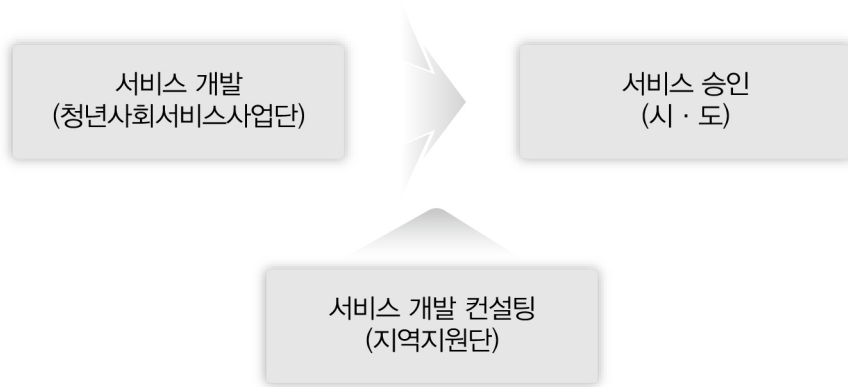 서비스 개발
(청년사회서비스사업단)
서비스 승인
(시 · 도)
서비스 개발 컨설팅
(지역지원단)